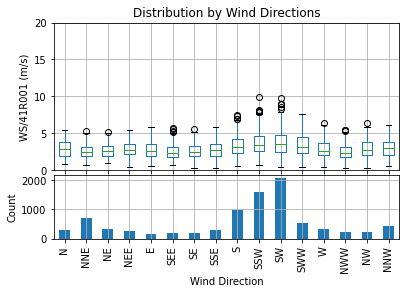 Distribution by Wind Directions
WS/41R001 (m/s)
20
15
10
5
0
Count
2000
1000
0
N
NNE
NE
NEE
E
SEE
SE
SSE
S
SSW
SW
SWW
W
NWW
NW
NNW
Wind Direction